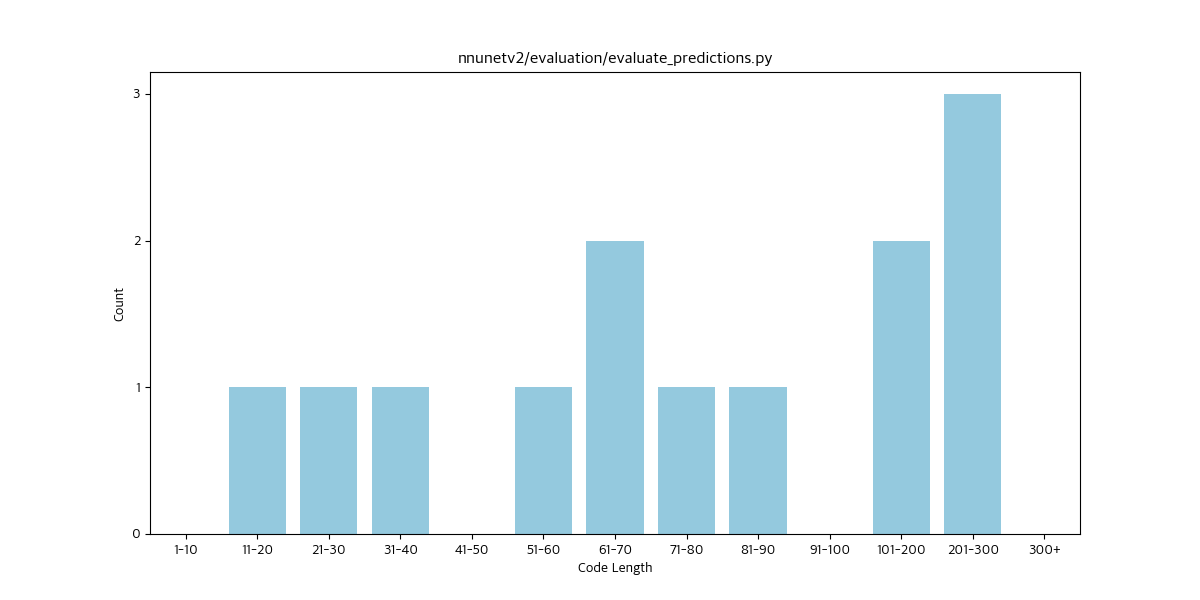 nnunetv2/evaluation/evaluate_predictions.py
3
2
1
0
Count
1-10 11-20 21-30 31-40 41-50 51-60 61-70 71-80 81-90 91-100 101-200 201-300 300+
Code Length